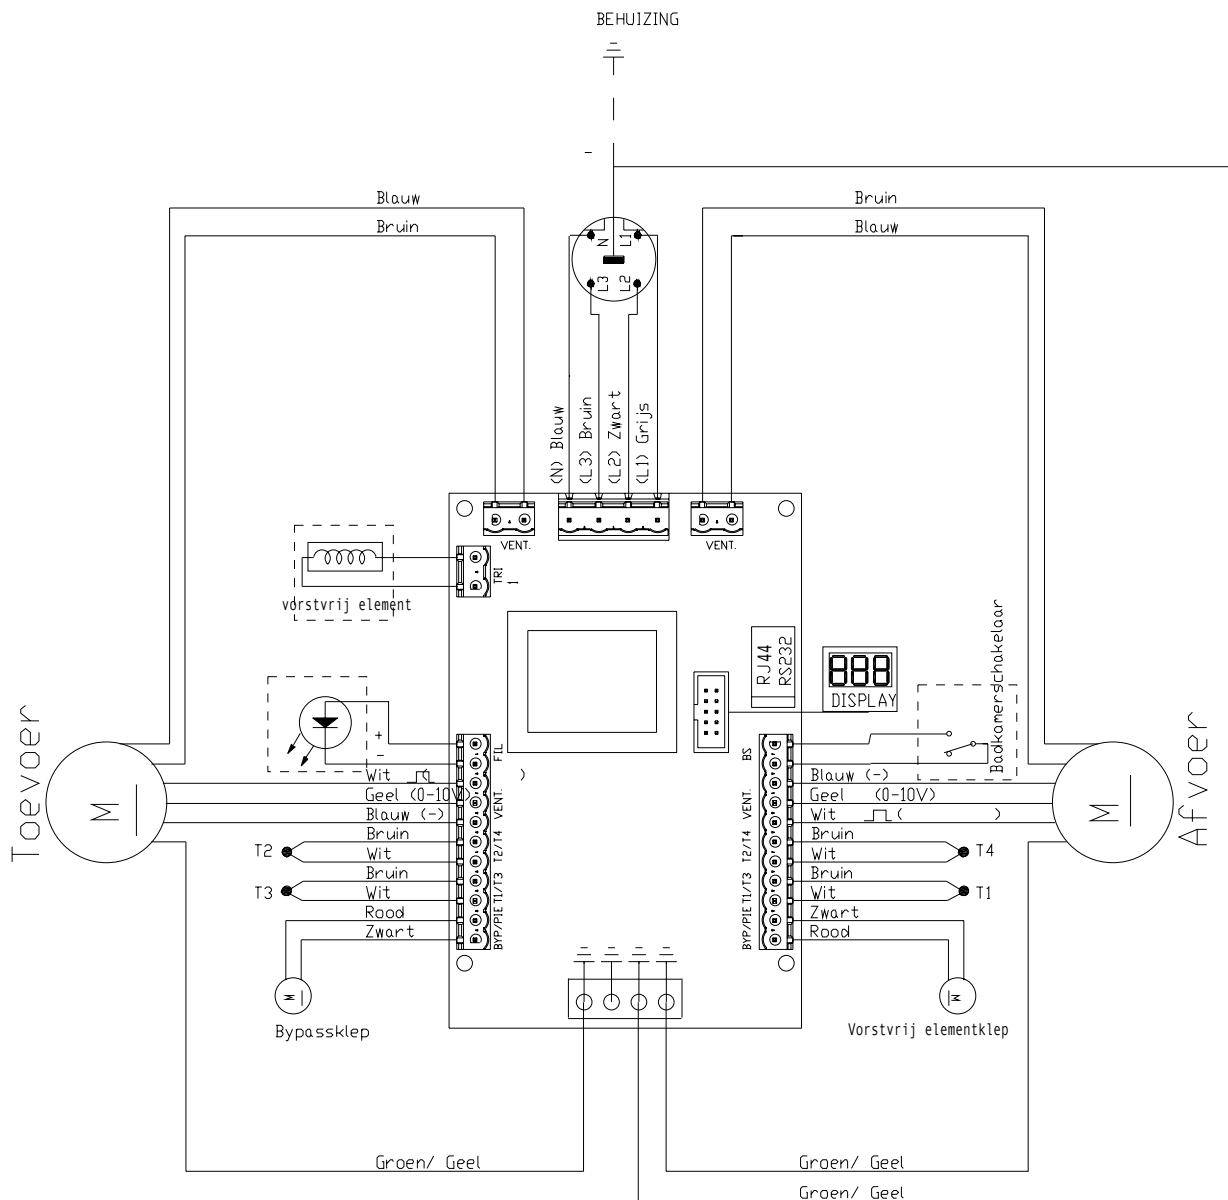 BEHUIZING
Blauw
Bruin
Bruin
Blauw
N
L1
L3
L2
(N) Blauw
(L3) Bruin
(L2) Zwart
(L1) Grijs
VENT.
VENT.
TRI
1
vorstvrij element
RJ44
RS232
DISPLAY
Badkamerschakelaar
Toevoer
M
+
-
FIL
Wit ( )
Geel (0-10V)
Blauw (-)
VENT.
Bruin
T2
Wit
T2/T4
Bruin
T3
Wit
T1/T3
Rood
Zwart
BYP/PIE
M
Bypassklep
BS
Blauw (-)
Geel (0-10V)
Wit ( )
VENT.
Bruin
T4
Wit
T2/T4
Bruin
T1
Wit
T1/T3
Zwart
Rood
BYP/PIE
M
Vorstvrij elementklep
M
Afvoer
Groen/ Geel
Groen/ Geel
Groen/ Geel